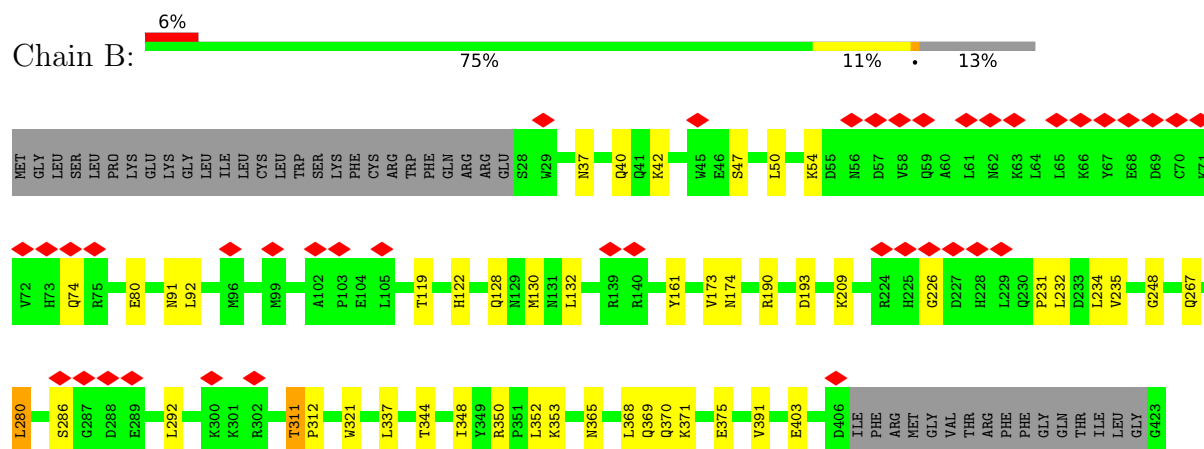 6%
Chain B:
75% 11% • 13%
MET GLY LEU SER LEU PRO LYS GLU LYS GLY LEU ILE LEU CYS LEU TRP SER LYS PHE CYS ARG TRP PHE GLN ARG ARG GLU S28 W29 N37 Q40 Q41 K42 W45 E46 S47 L50 K54 D55 N56 D57 V58 Q59 A60 L61 N62 K63 L64 L65 K66 Y67 E68 D69 C70 K71
V72 H73 Q74 R75 E80 N91 L92 M96 M99 A102 P103 E104 L105 T119 H122 Q128 N129 M130 N131 L132 R139 R140 Y161 V173 N174 R190 D193 K209 R224 H225 G226 D227 H228 L229 Q230 P231 L232 D233 L234 V235 G248 Q267
L280 S286 G287 D288 E289 L292 K300 K301 R302 T311 P312 W321 L337 T344 I348 Y349 R350 P351 L352 K353 N365 L368 Q369 Q370 K371 E375 V391 E403 D406 ILE PHE ARG MET GLY VAL THR ARG PHE PHE GLY GLN THR ILE LEU GLY G423